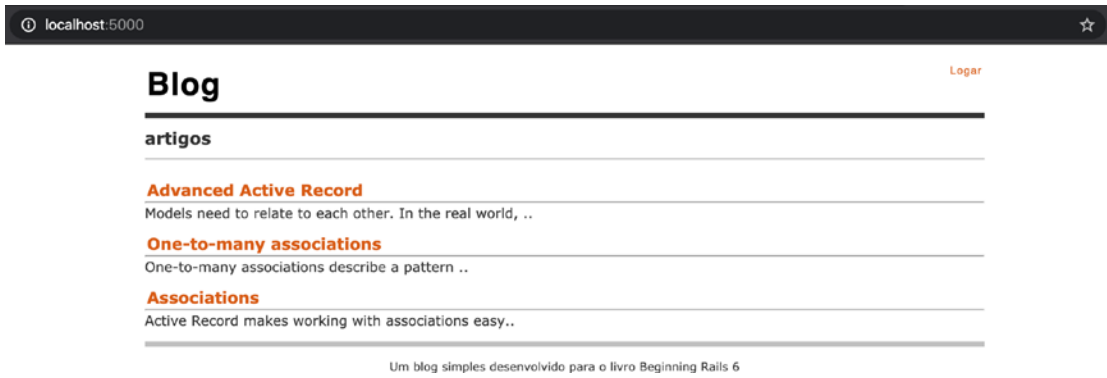 localhost:5000
Blog
Logar
artigos
Advanced Active Record
Models need to relate to each other. In the real world, ..
One-to-many associations
One-to-many associations describe a pattern ..
Associations
Active Record makes working with associations easy..
Um blog simples desenvolvido para o livro Beginning Rails 6